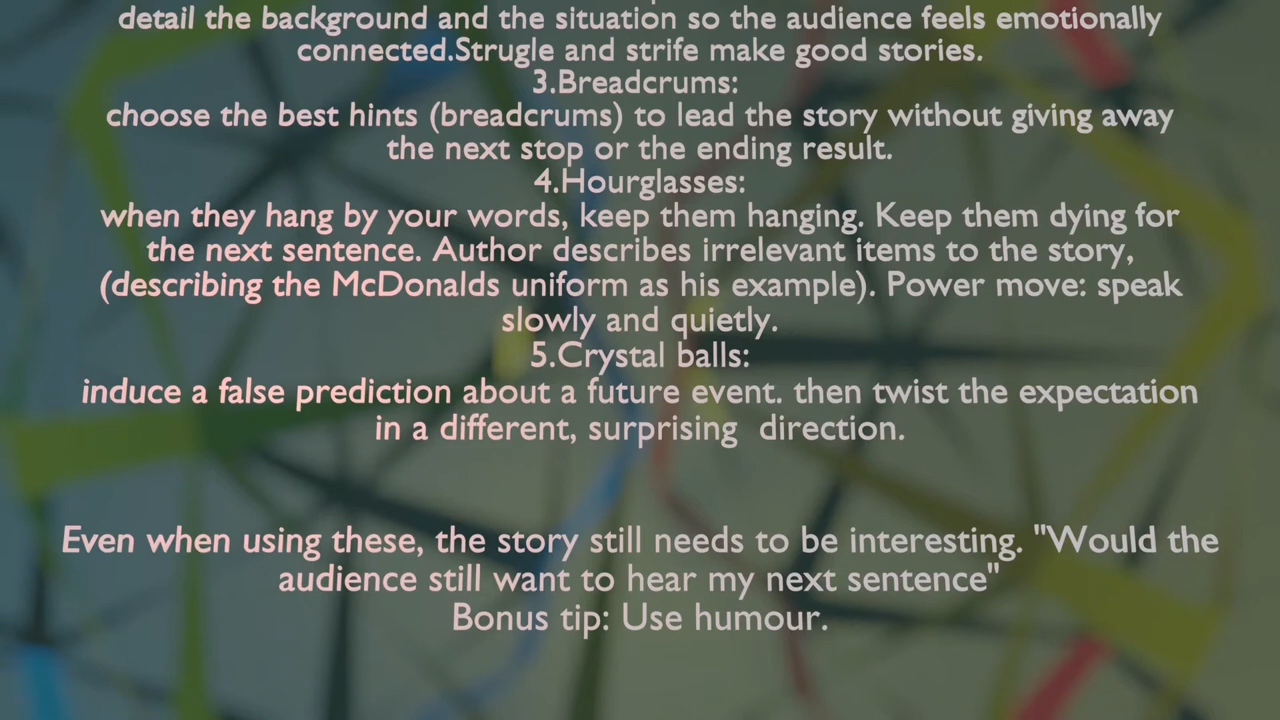 detail the background and the situation so the audience feels emotionally
connected.Strugle and strife make good stories.
3.Breadcrums:
choose the best hints (breadcrums) to lead the story without giving away
the next stop or the ending result.
4.Hourglasses:
when they hang by your words, keep them hanging. Keep them dying for
the next sentence. Author describes irrelevant items to the story,
(describing the McDonalds uniform as his example). Power move: speak
slowly and quietly.
5.Crystal balls:
induce a false prediction about a future event. then twist the expectation
in a different, surprising  direction.
Even when using these, the story still needs to be interesting. "Would the
audience still want to hear my next sentence"
Bonus tip: Use humour.